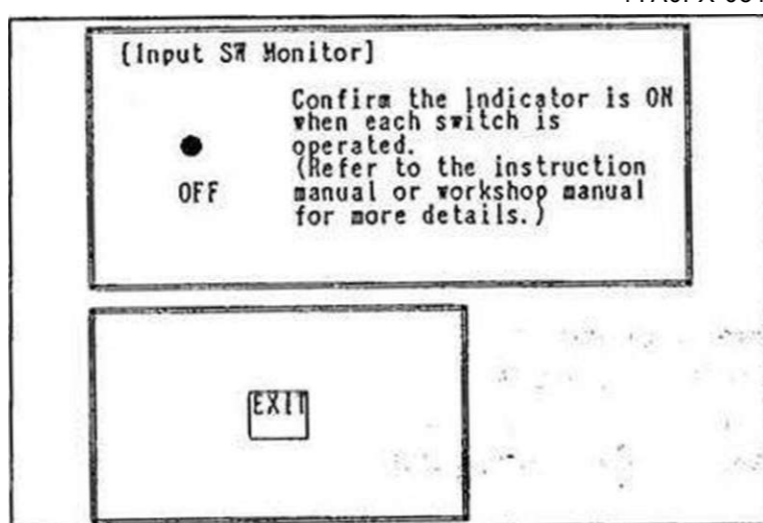 [Input SW Monitor]
Confirm the Indicator is ON
when each switch is
operated.
(Refer to the instruction
manual or workshop manual
for more details.)
OFF
EXIT